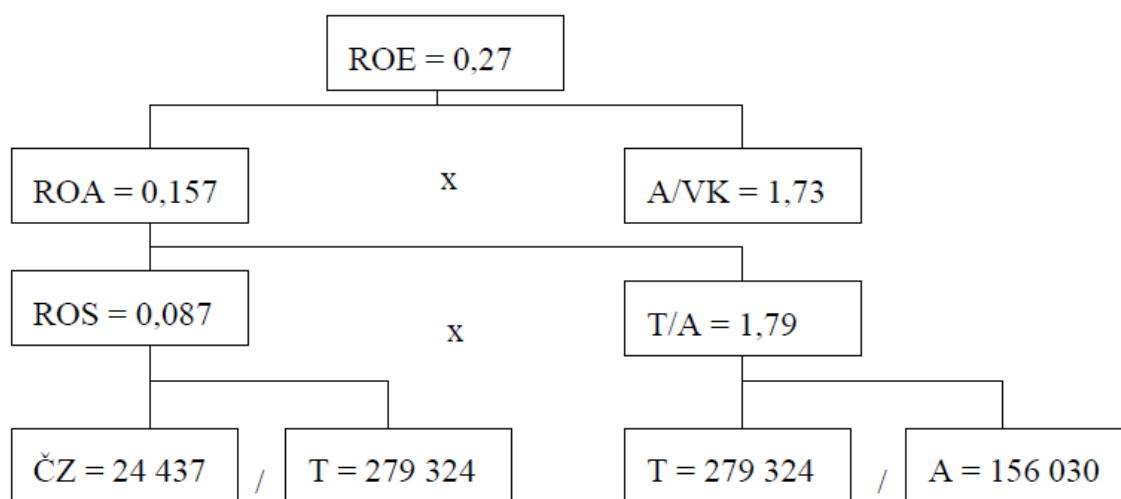 ROE = 0,27
ROA = 0,157
x
A/VK = 1,73
ROS = 0,087
x
T/A = 1,79
ČZ = 24 437
/
T = 279 324
T = 279 324
/
A = 156 030